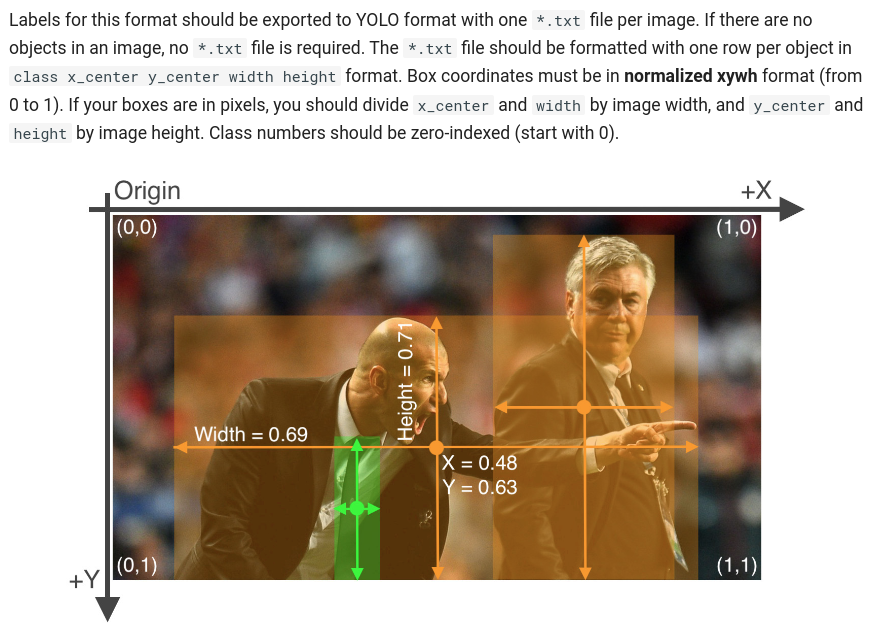 Labels for this format should be exported to YOLO format with one *.txt file per image. If there are no
objects in an image, no *.txt file is required. The *.txt file should be formatted with one row per object in
class x_center y_center width height format. Box coordinates must be in normalized xywh format (from
0 to 1). If your boxes are in pixels, you should divide x_center and width by image width, and y_center and
height by image height. Class numbers should be zero-indexed (start with 0).
Origin
+X
(0,0)
(1,0)
Height = 0.71
Width = 0.69
X = 0.48
Y = 0.63
(0,1)
(1,1)
+Y